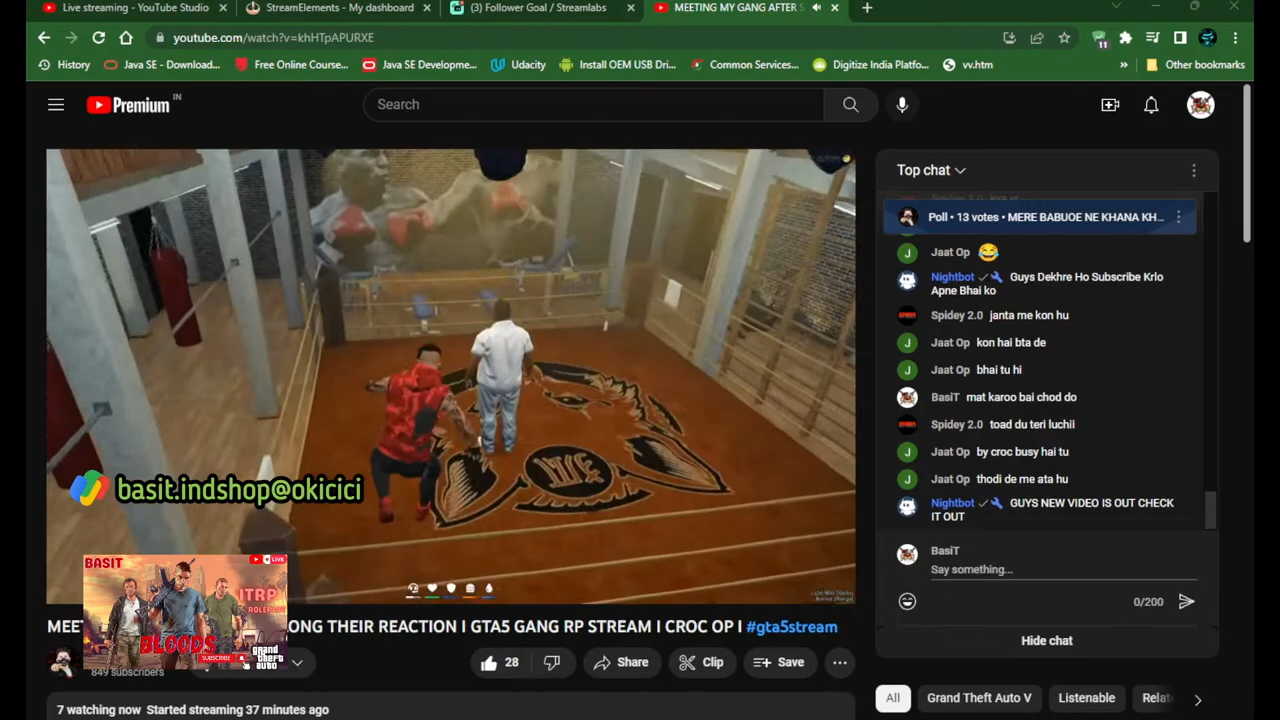 Live streaming - YouTube Studio
StreamElements - My dashboard
(3) Follower Goal / Streamlabs
MEETING MY GANG AFTER S
youtube.com/watch?v=khHTpAPURXE
11
History
Java SE - Download...
Free Online Course...
Java SE Developme...
Udacity
Install OEM USB Dri...
Common Services...
Digitize India Platfo...
vv.htm
»
Other bookmarks
Premium IN
Search
Top chat
Poll • 13 votes • MERE BABUOE NE KHANA KH...
Jaat Op 😂
Nightbot Guys Dekhre Ho Subscribe Krlo
Apne Bhai ko
Spidey 2.0 janta me kon hu
Jaat Op kon hai bta de
Jaat Op bhai tu hi
BasiT mat karoo bai chod do
Spidey 2.0 toad du teri luchii
Jaat Op by croc busy hai tu
Jaat Op thodi de me ata hu
Nightbot GUYS NEW VIDEO IS OUT CHECK
IT OUT
BasiT
Say something...
0/200
Hide chat
basit.indshop@okicici
BASIT
LIVE
ITRP
ROLEPLAY
BLOODS
SUBSCRIBE
grand
theft
auto
MEET
ONG THEIR REACTION I GTA5 GANG RP STREAM I CROC OP I #gta5stream
849 subscribers
28
Share
Clip
Save
7 watching now Started streaming 37 minutes ago
All
Grand Theft Auto V
Listenable
Relat